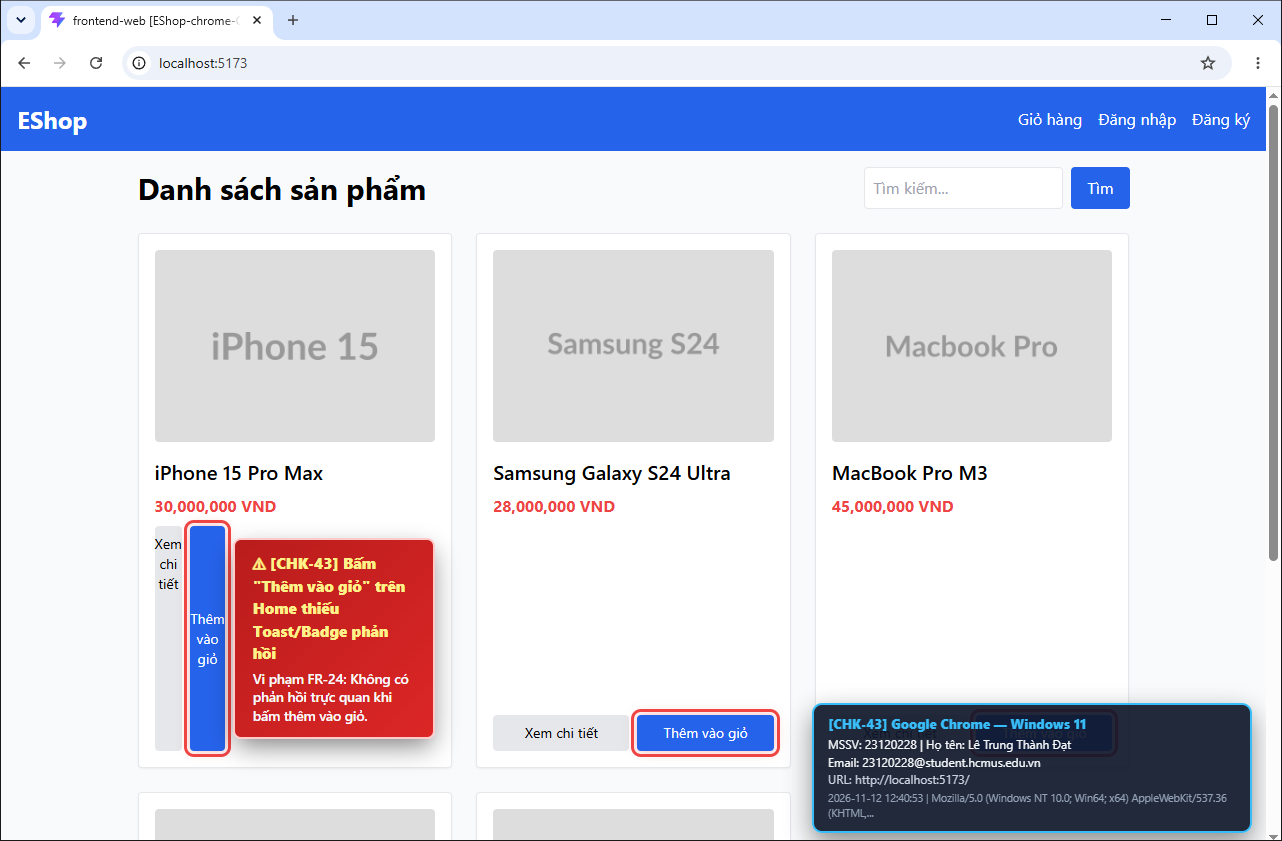 frontend-web [EShop-chrome-
localhost:5173
EShop
Giỏ hàng
Đăng nhập
Đăng ký
Danh sách sản phẩm
Tìm kiếm...
Tìm
iPhone 15
Samsung S24
Macbook Pro
iPhone 15 Pro Max
30,000,000 VND
Xem
chi
tiết
Thêm
vào
giỏ
⚠ [CHK-43] Bấm
"Thêm vào giỏ" trên
Home thiếu
Toast/Badge phản
hồi
Vi phạm FR-24: Không có
phản hồi trực quan khi
bấm thêm vào giỏ.
Samsung Galaxy S24 Ultra
28,000,000 VND
Xem chi tiết
Thêm vào giỏ
MacBook Pro M3
45,000,000 VND
[CHK-43] Google Chrome — Windows 11
MSSV: 23120228 | Họ tên: Lê Trung Thành Đạt
Email: 23120228@student.hcmus.edu.vn
URL: http://localhost:5173/
2026-11-12 12:40:53 | Mozilla/5.0 (Windows NT 10.0; Win64; x64) AppleWebKit/537.36
(KHTML,...